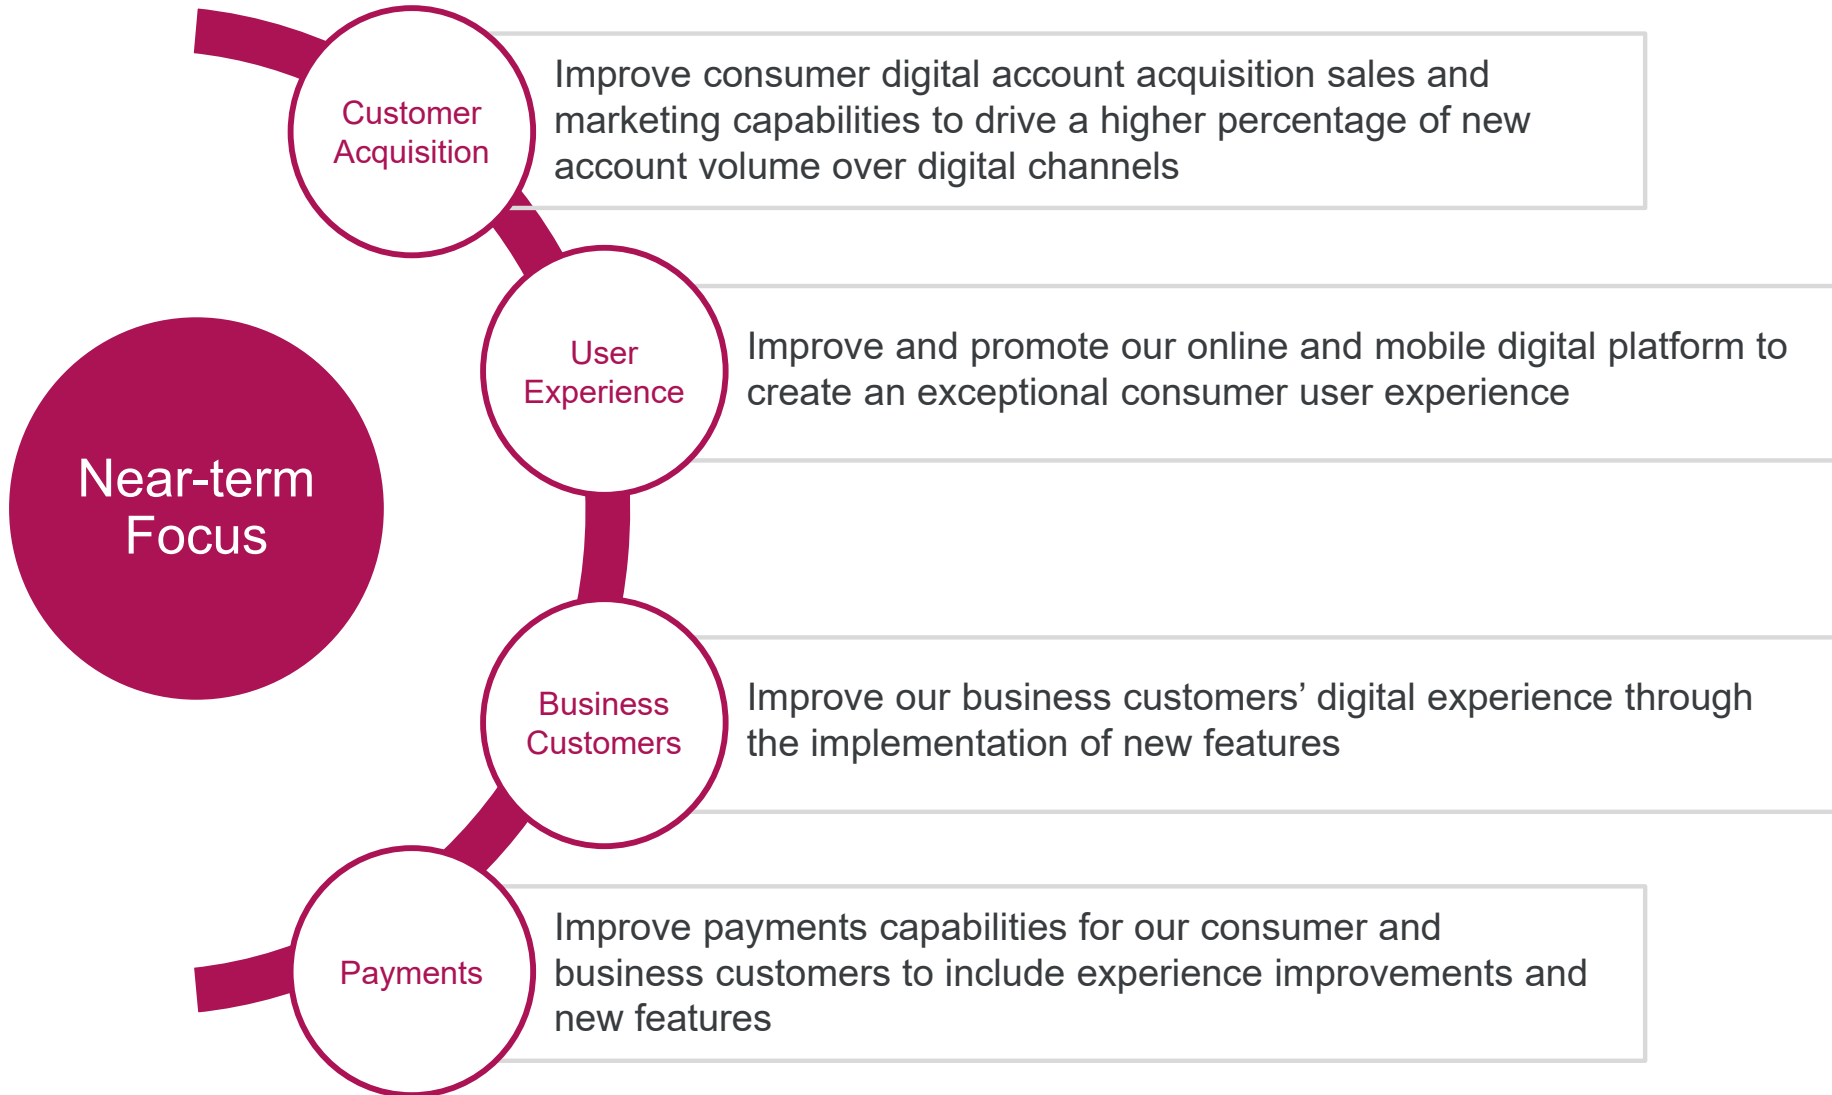 Customer
Acquisition
Improve consumer digital account acquisition sales and
marketing capabilities to drive a higher percentage of new
account volume over digital channels
User
Experience
Improve and promote our online and mobile digital platform to
create an exceptional consumer user experience
Near-term
Focus
Business
Customers
Improve our business customers’ digital experience through
the implementation of new features
Payments
Improve payments capabilities for our consumer and
business customers to include experience improvements and
new features